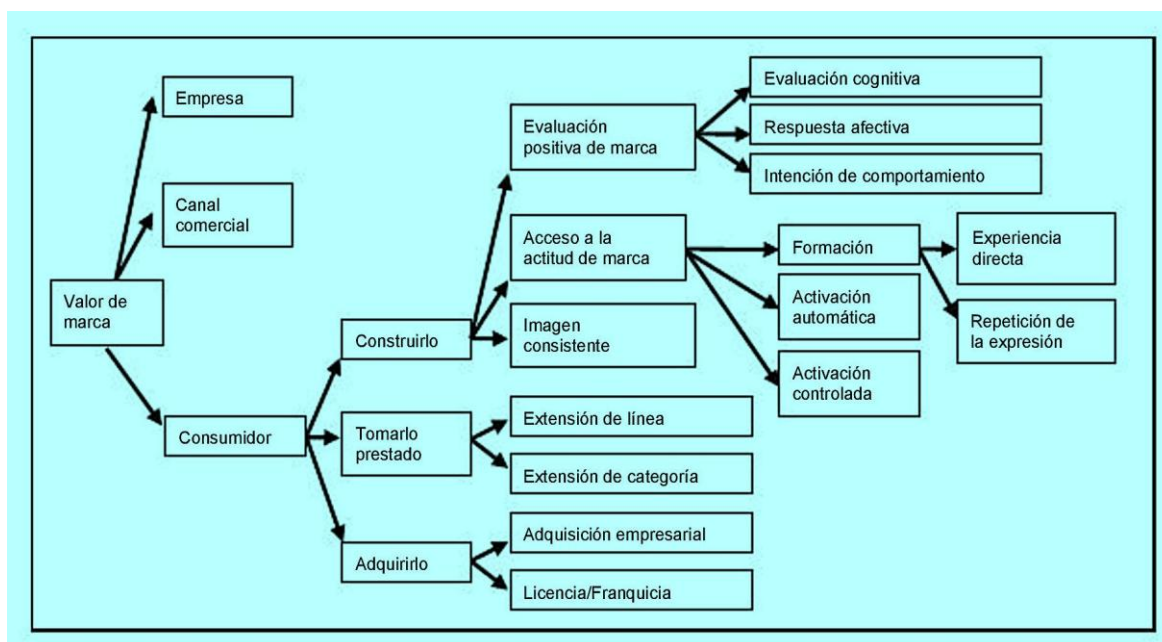 Empresa
Canal
comercial
Valor de
marca
Consumidor
Construirlo
Tomarlo
prestado
Adquirirlo
Evaluación
positiva de marca
Acceso a la
actitud de marca
Imagen
consistente
Extensión de línea
Extensión de categoría
Adquisición empresarial
Licencia/Franquicia
Evaluación cognitiva
Respuesta afectiva
Intención de comportamiento
Formación
Activación
automática
Activación
controlada
Experiencia
directa
Repetición de
la expresión